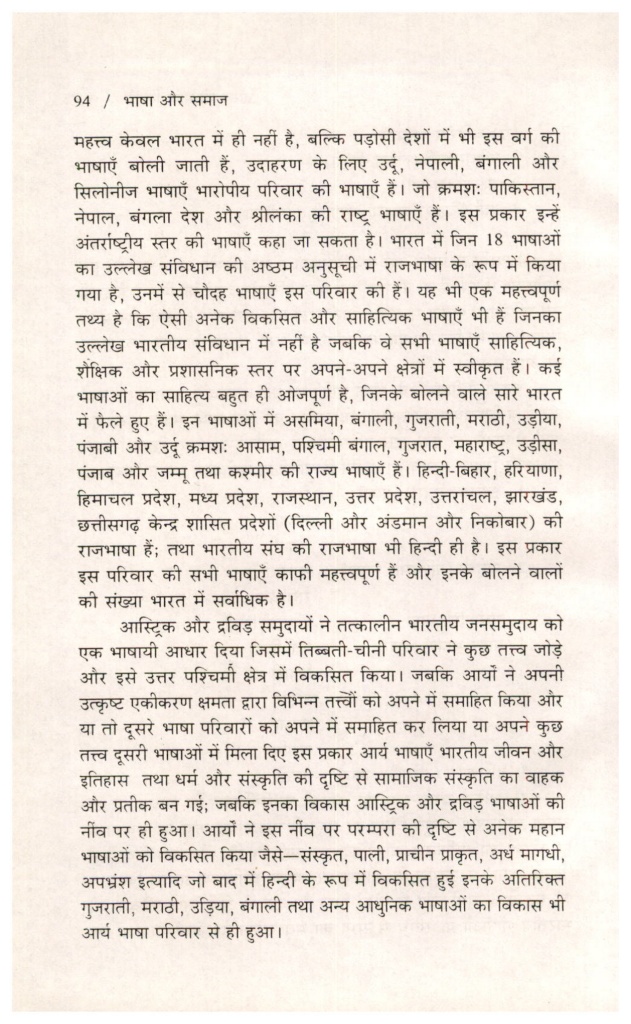 94 / भाषा और समाज
महत्त्व केवल भारत में ही नहीं है, बल्कि पड़ोसी देशों में भी इस वर्ग की
भाषाएँ बोली जाती हैं, उदाहरण के लिए उर्दू, नेपाली, बंगाली और
सिलोनीज भाषाएँ भारोपीय परिवार की भाषाएँ हैं। जो क्रमशः पाकिस्तान,
नेपाल, बंगला देश और श्रीलंका की राष्ट्र भाषाएँ हैं। इस प्रकार इन्हें
अंतर्राष्ट्रीय स्तर की भाषाएँ कहा जा सकता है। भारत में जिन 18 भाषाओं
का उल्लेख संविधान की अष्ठम अनुसूची में राजभाषा के रूप में किया
गया है, उनमें से चौदह भाषाएँ इस परिवार की हैं। यह भी एक महत्त्वपूर्ण
तथ्य है कि ऐसी अनेक विकसित और साहित्यिक भाषाएँ भी हैं जिनका
उल्लेख भारतीय संविधान में नहीं है जबकि वे सभी भाषाएँ साहित्यिक,
शैक्षिक और प्रशासनिक स्तर पर अपने-अपने क्षेत्रों में स्वीकृत हैं। कई
भाषाओं का साहित्य बहुत ही ओजपूर्ण है, जिनके बोलने वाले सारे भारत
में फैले हुए हैं। इन भाषाओं में असमिया, बंगाली, गुजराती, मराठी, उड़ीया,
पंजाबी और उर्दू क्रमशः आसाम, पश्चिमी बंगाल, गुजरात, महाराष्ट्र, उड़ीसा,
पंजाब और जम्मू तथा कश्मीर की राज्य भाषाएँ हैं। हिन्दी-बिहार, हरियाणा,
हिमाचल प्रदेश, मध्य प्रदेश, राजस्थान, उत्तर प्रदेश, उत्तरांचल, झारखंड,
छत्तीसगढ़ केन्द्र शासित प्रदेशों (दिल्ली और अंडमान और निकोबार) की
राजभाषा हैं; तथा भारतीय संघ की राजभाषा भी हिन्दी ही है। इस प्रकार
इस परिवार की सभी भाषाएँ काफी महत्त्वपूर्ण हैं और इनके बोलने वालों
की संख्या भारत में सर्वाधिक है।
आस्ट्रिक और द्रविड़ समुदायों ने तत्कालीन भारतीय जनसमुदाय को
एक भाषायी आधार दिया जिसमें तिब्बती-चीनी परिवार ने कुछ तत्त्व जोड़े
और इसे उत्तर पश्चिमी क्षेत्र में विकसित किया। जबकि आर्यों ने अपनी
उत्कृष्ट एकीकरण क्षमता द्वारा विभिन्न तत्त्वों को अपने में समाहित किया और
या तो दूसरे भाषा परिवारों को अपने में समाहित कर लिया या अपने कुछ
तत्त्व दूसरी भाषाओं में मिला दिए इस प्रकार आर्य भाषाएँ भारतीय जीवन और
इतिहास तथा धर्म और संस्कृति की दृष्टि से सामाजिक संस्कृति का वाहक
और प्रतीक बन गई; जबकि इनका विकास आस्ट्रिक और द्रविड़ भाषाओं की
नींव पर ही हुआ। आर्यों ने इस नींव पर परम्परा की दृष्टि से अनेक महान
भाषाओं को विकसित किया जैसे—संस्कृत, पाली, प्राचीन प्राकृत, अर्ध मागधी,
अपभ्रंश इत्यादि जो बाद में हिन्दी के रूप में विकसित हुई इनके अतिरिक्त
गुजराती, मराठी, उड़िया, बंगाली तथा अन्य आधुनिक भाषाओं का विकास भी
आर्य भाषा परिवार से ही हुआ।